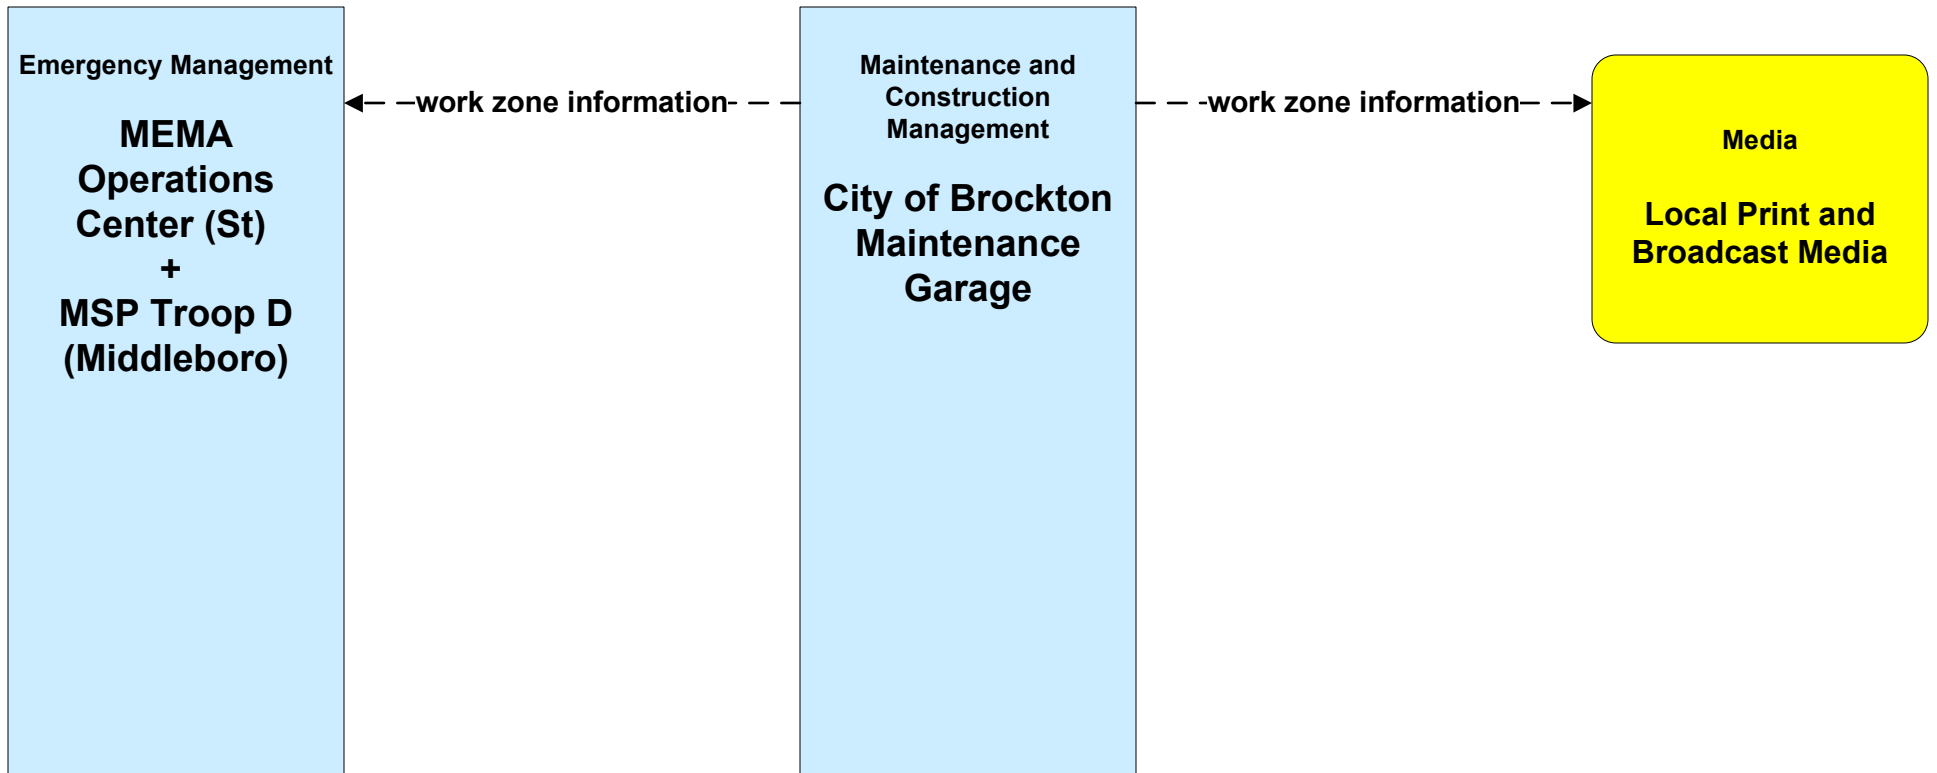 Emergency Management
MEMA
Operations
Center (St)
+
MSP Troop D
(Middleboro)
work zone information
Maintenance and
Construction
Management
City of Brockton
Maintenance
Garage
work zone information
Media
Local Print and
Broadcast Media